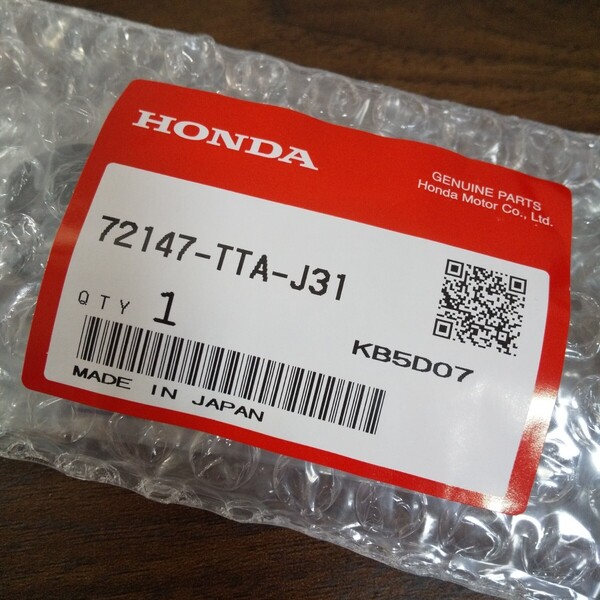 HONDA
GENUINE PARTS
Honda Motor Co., Ltd.
72147-TTA-J31
QTY 1
KB5D07
MADE IN JAPAN